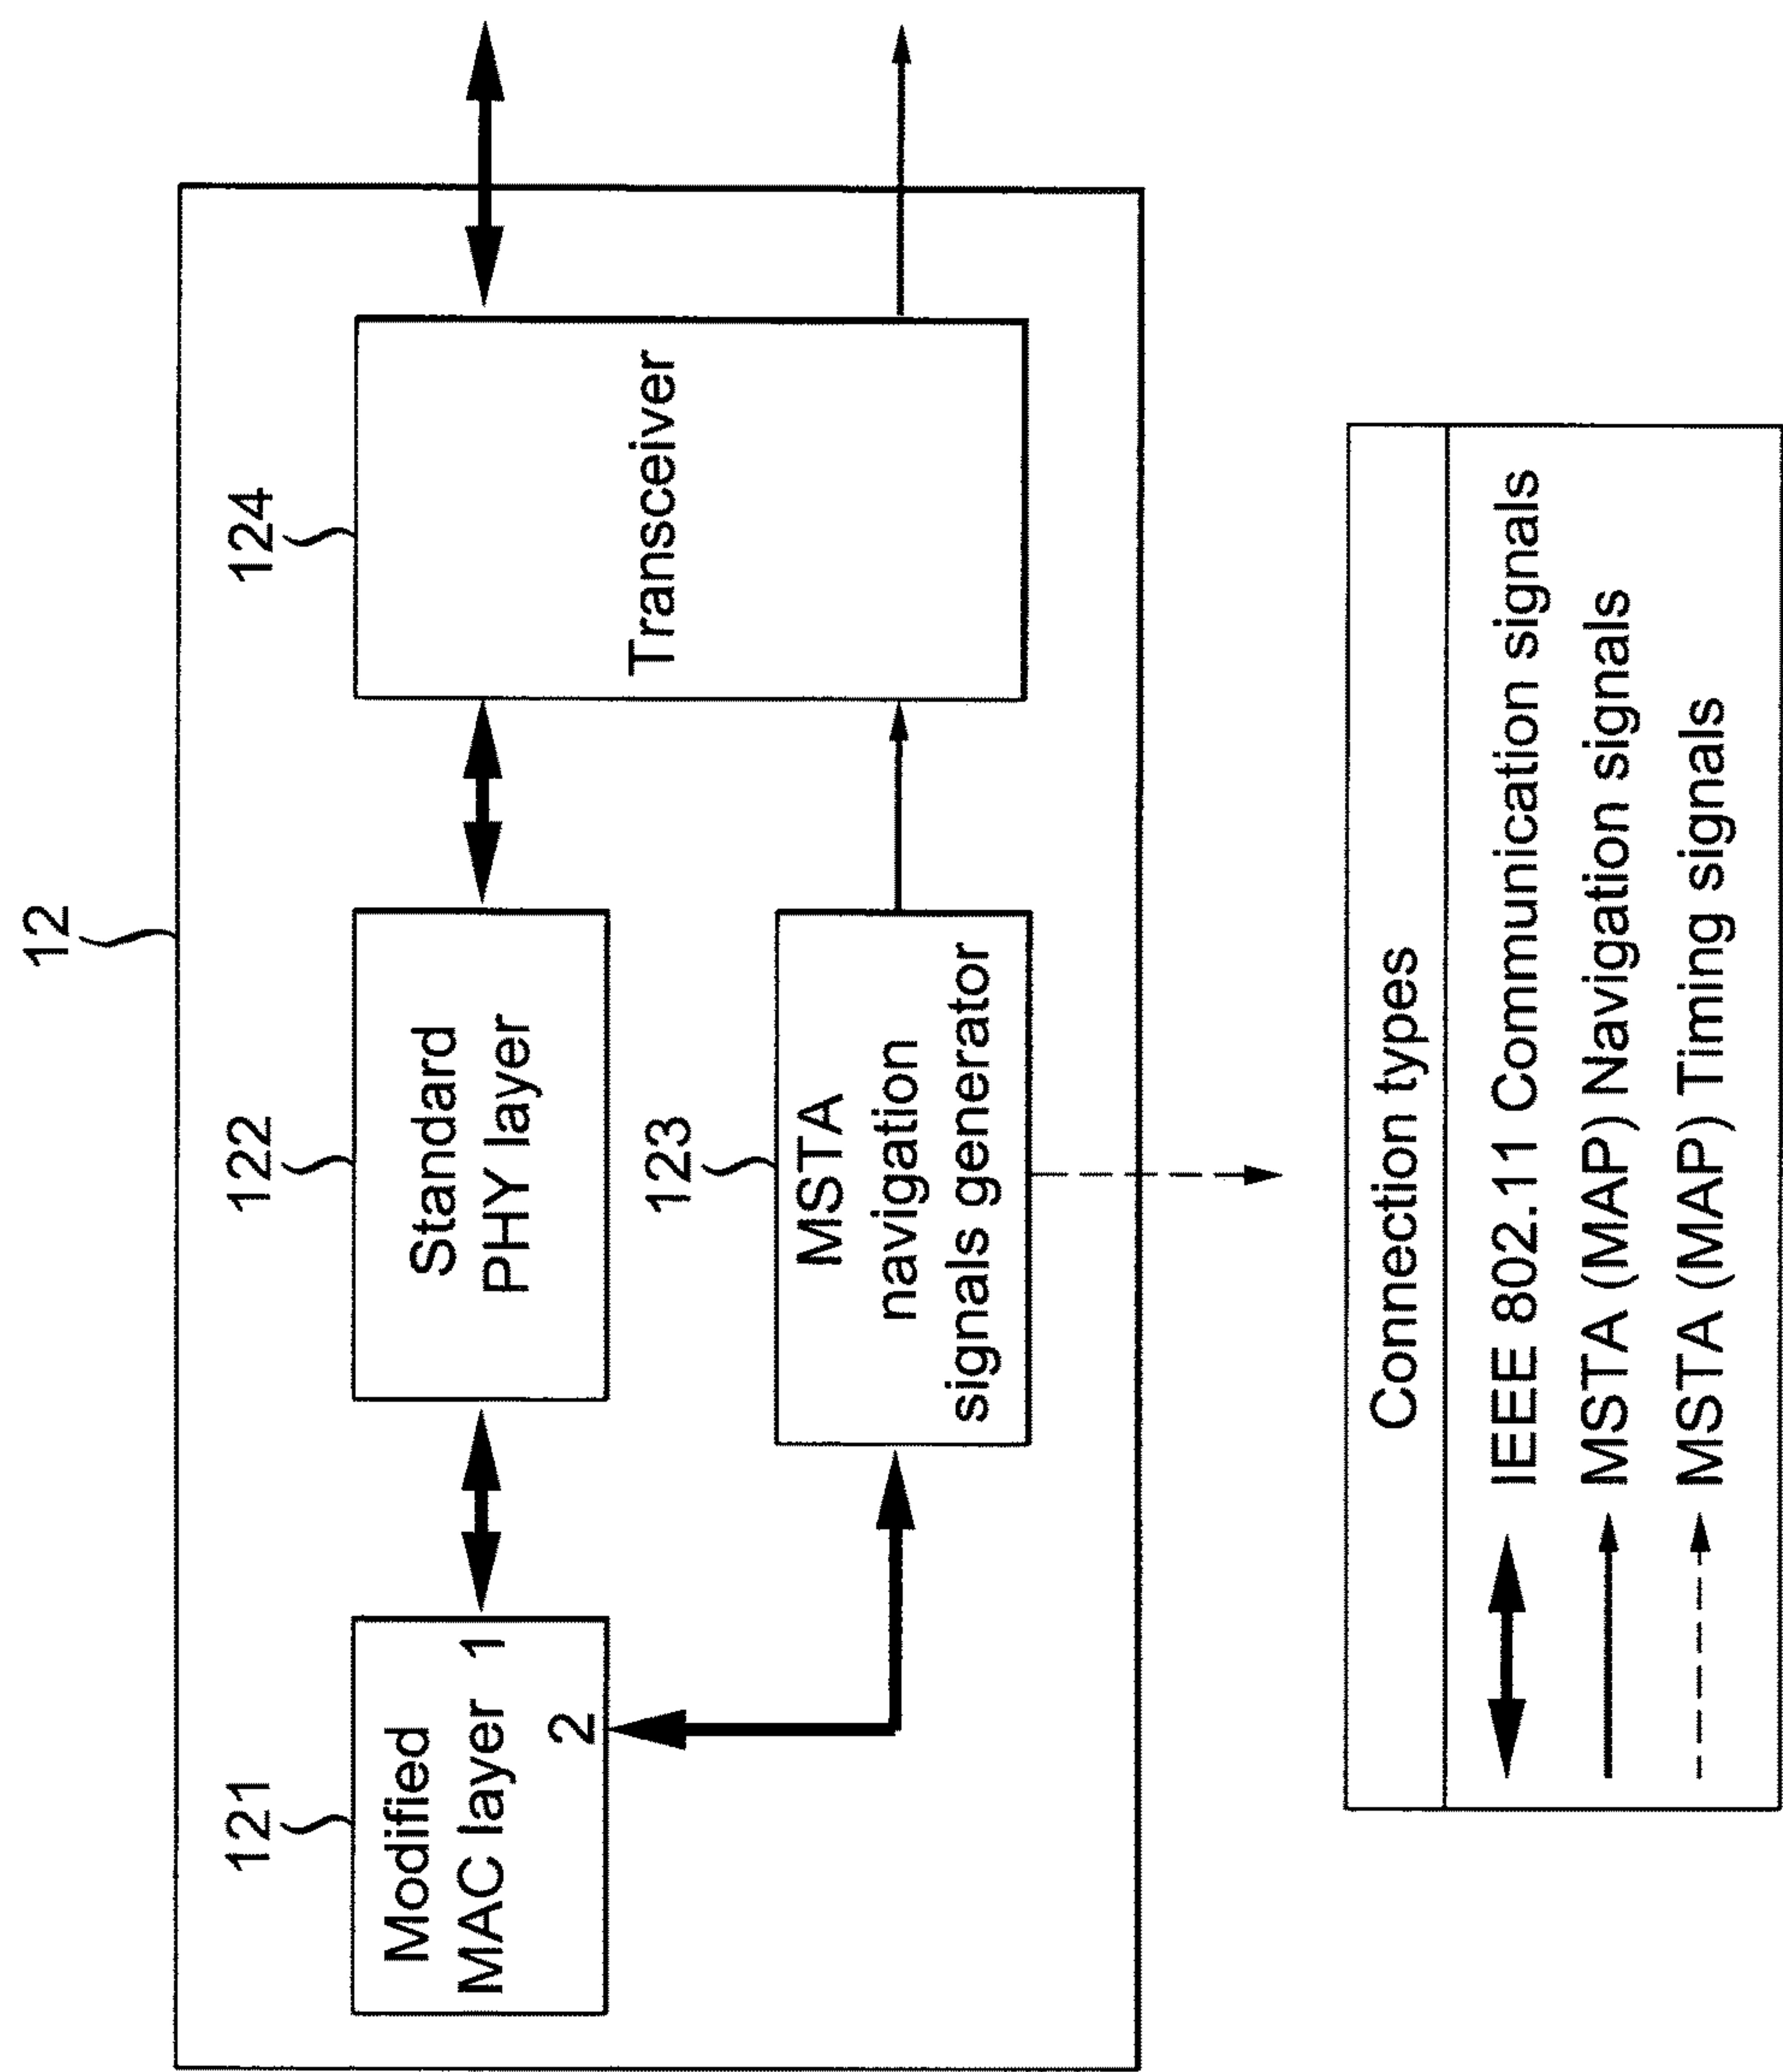 12
121
122
124
Modified
MAC layer 1
2
Standard
PHY layer
Transceiver
123
MSTA
navigation
signals generator
Connection types
IEEE 802.11 Communication signals
MSTA (MAP) Navigation signals
MSTA (MAP) Timing signals